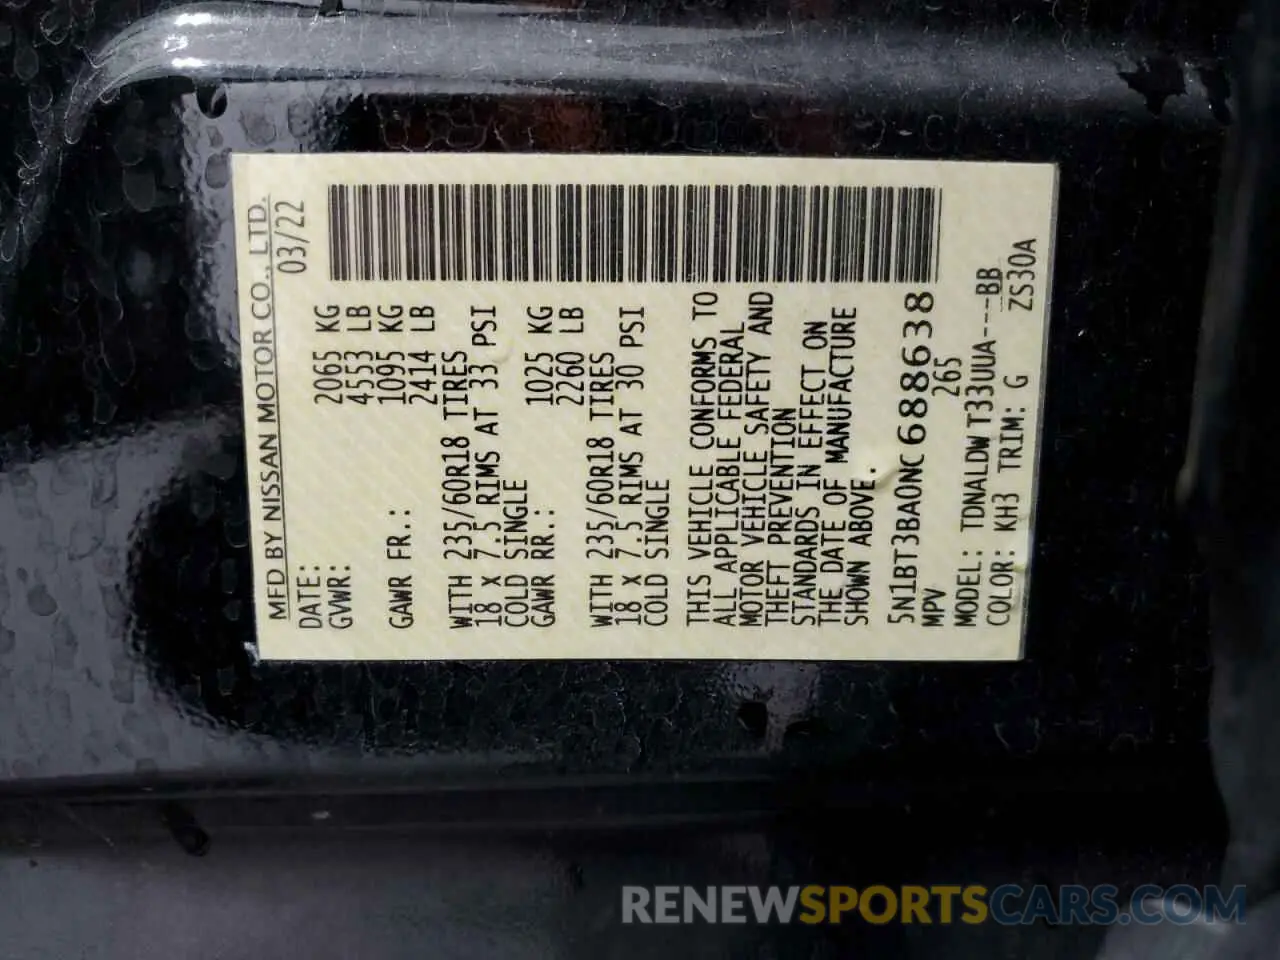 MFD BY NISSAN MOTOR CO., LTD.
DATE: 03/22
GVWR: 2065 KG
4553 LB
GAWR FR.: 1095 KG
2414 LB
WITH 235/60R18 TIRES
18 X 7.5 RIMS AT 33 PSI
COLD SINGLE
GAWR RR.: 1025 KG
2260 LB
WITH 235/60R18 TIRES
18 X 7.5 RIMS AT 30 PSI
COLD SINGLE
THIS VEHICLE CONFORMS TO
ALL APPLICABLE FEDERAL
MOTOR VEHICLE SAFETY AND
THEFT PREVENTION
STANDARDS IN EFFECT ON
THE DATE OF MANUFACTURE
SHOWN ABOVE.
5N1BT3BA0NC688638
MPV 265
MODEL: TDNALDWT33UUA---BB
COLOR: KH3 TRIM: G ZS30A
RENEWSPORTSCARS.COM